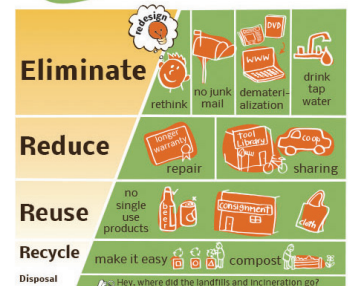 redesign
Eliminate
rethink
no junk
mail
DVD
www
demateri-
alization
drink
tap
water
Reduce
longer
warranty
repair
Tool
Library
co op
sharing
Reuse
no
single
use
products
beer
consignment
cloth
Recycle
make it easy
compost
Disposal
Hey, where did the landfills and incineration go?